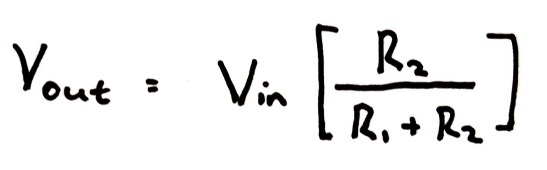 Vout = Vin [ R2 / (R1 + R2) ]